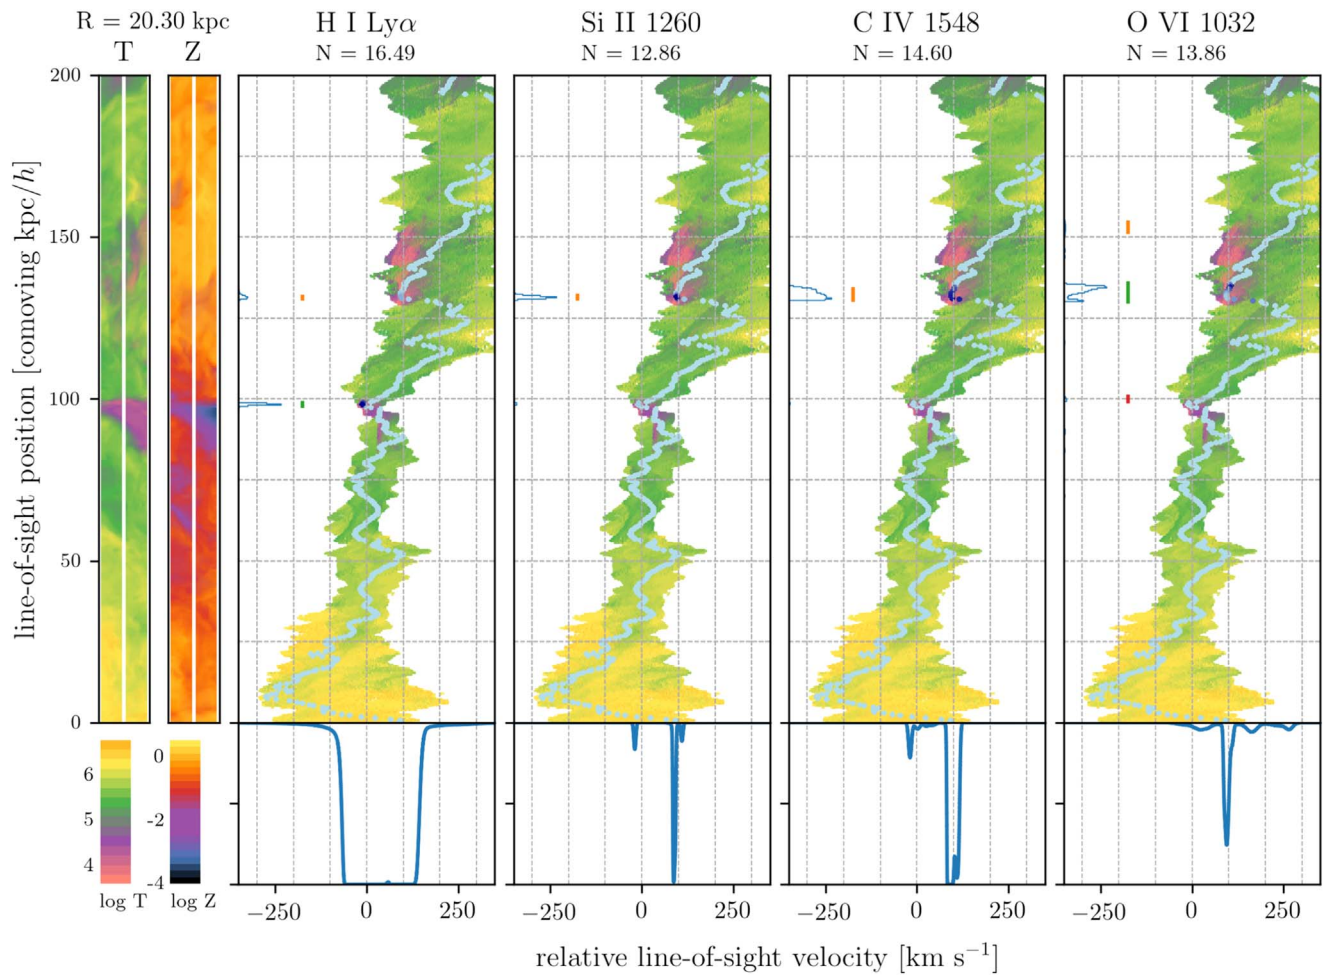 R = 20.30 kpc
T Z
H I Lyα
N = 16.49
Si II 1260
N = 12.86
C IV 1548
N = 14.60
O VI 1032
N = 13.86
line-of-sight position [comoving kpc/h]
200
150
100
50
0
6
5
4
log T
0
-2
-4
log Z
−250 0 250
−250 0 250
−250 0 250
−250 0 250
relative line-of-sight velocity [km s⁻¹]